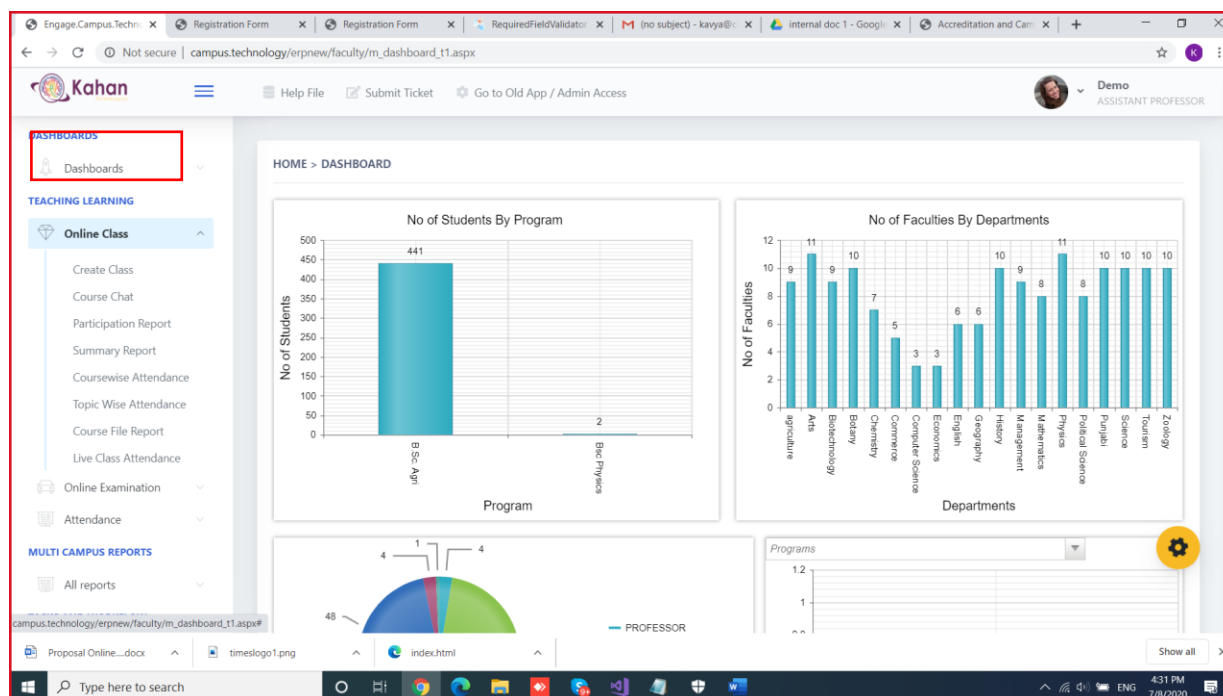 Engage.Campus.Techno
Registration Form
Registration Form
RequiredFieldValidator
(no subject) - kavya@c
internal doc 1 - Google
Accreditation and Cam
Not secure | campus.technology/erpnew/faculty/m_dashboard_t1.aspx
K
Kahan
Help File
Submit Ticket
Go to Old App / Admin Access
Demo
ASSISTANT PROFESSOR
DASHBOARDS
Dashboards
TEACHING LEARNING
Online Class
Create Class
Course Chat
Participation Report
Summary Report
Coursewise Attendance
Topic Wise Attendance
Course File Report
Live Class Attendance
Online Examination
Attendance
MULTI CAMPUS REPORTS
All reports
campus.technology/erpnew/faculty/m_dashboard_t1.aspx#
HOME > DASHBOARD
No of Students By Program
No of Students
500
450
400
350
300
250
200
150
100
50
0
441
2
B.Sc. Agri
Bsc Physics
Program
No of Faculties By Departments
No of Faculties
12
10
8
6
4
2
0
9
11
9
10
7
5
3
3
6
6
10
9
8
11
8
10
10
10
10
agriculture
Arts
Biotechnology
Botany
Chemistry
Commerce
Computer Science
Economics
English
Geography
History
Management
Mathematics
Physics
Political Science
Punjabi
Science
Tourism
Zoology
Departments
1
4
4
48
PROFESSOR
Programs
1.2
1
Proposal Online....docx
timeslogo1.png
index.html
Show all
Type here to search
ENG
4:31 PM
7/8/2020